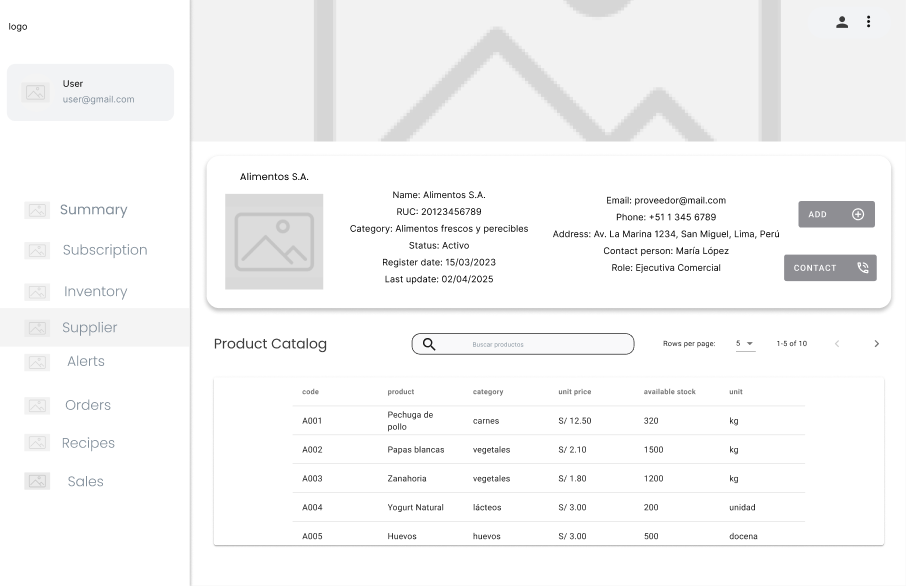 logo
User
user@gmail.com
Summary
Subscription
Inventory
Supplier
Alerts
Orders
Recipes
Sales
Alimentos S.A.
Name: Alimentos S.A.
RUC: 20123456789
Category: Alimentos frescos y perecibles
Status: Activo
Register date: 15/03/2023
Last update: 02/04/2025
Email: proveedor@mail.com
Phone: +51 1 345 6789
Address: Av. La Marina 1234, San Miguel, Lima, Perú
Contact person: María López
Role: Ejecutiva Comercial
ADD
CONTACT
Product Catalog
Buscar productos
Rows per page: 5 1-5 of 10
code product category unit price available stock unit
A001 Pechuga de pollo carnes S/ 12.50 320 kg
A002 Papas blancas vegetales S/ 2.10 1500 kg
A003 Zanahoria vegetales S/ 1.80 1200 kg
A004 Yogurt Natural lácteos S/ 3.00 200 unidad
A005 Huevos huevos S/ 3.00 500 docena